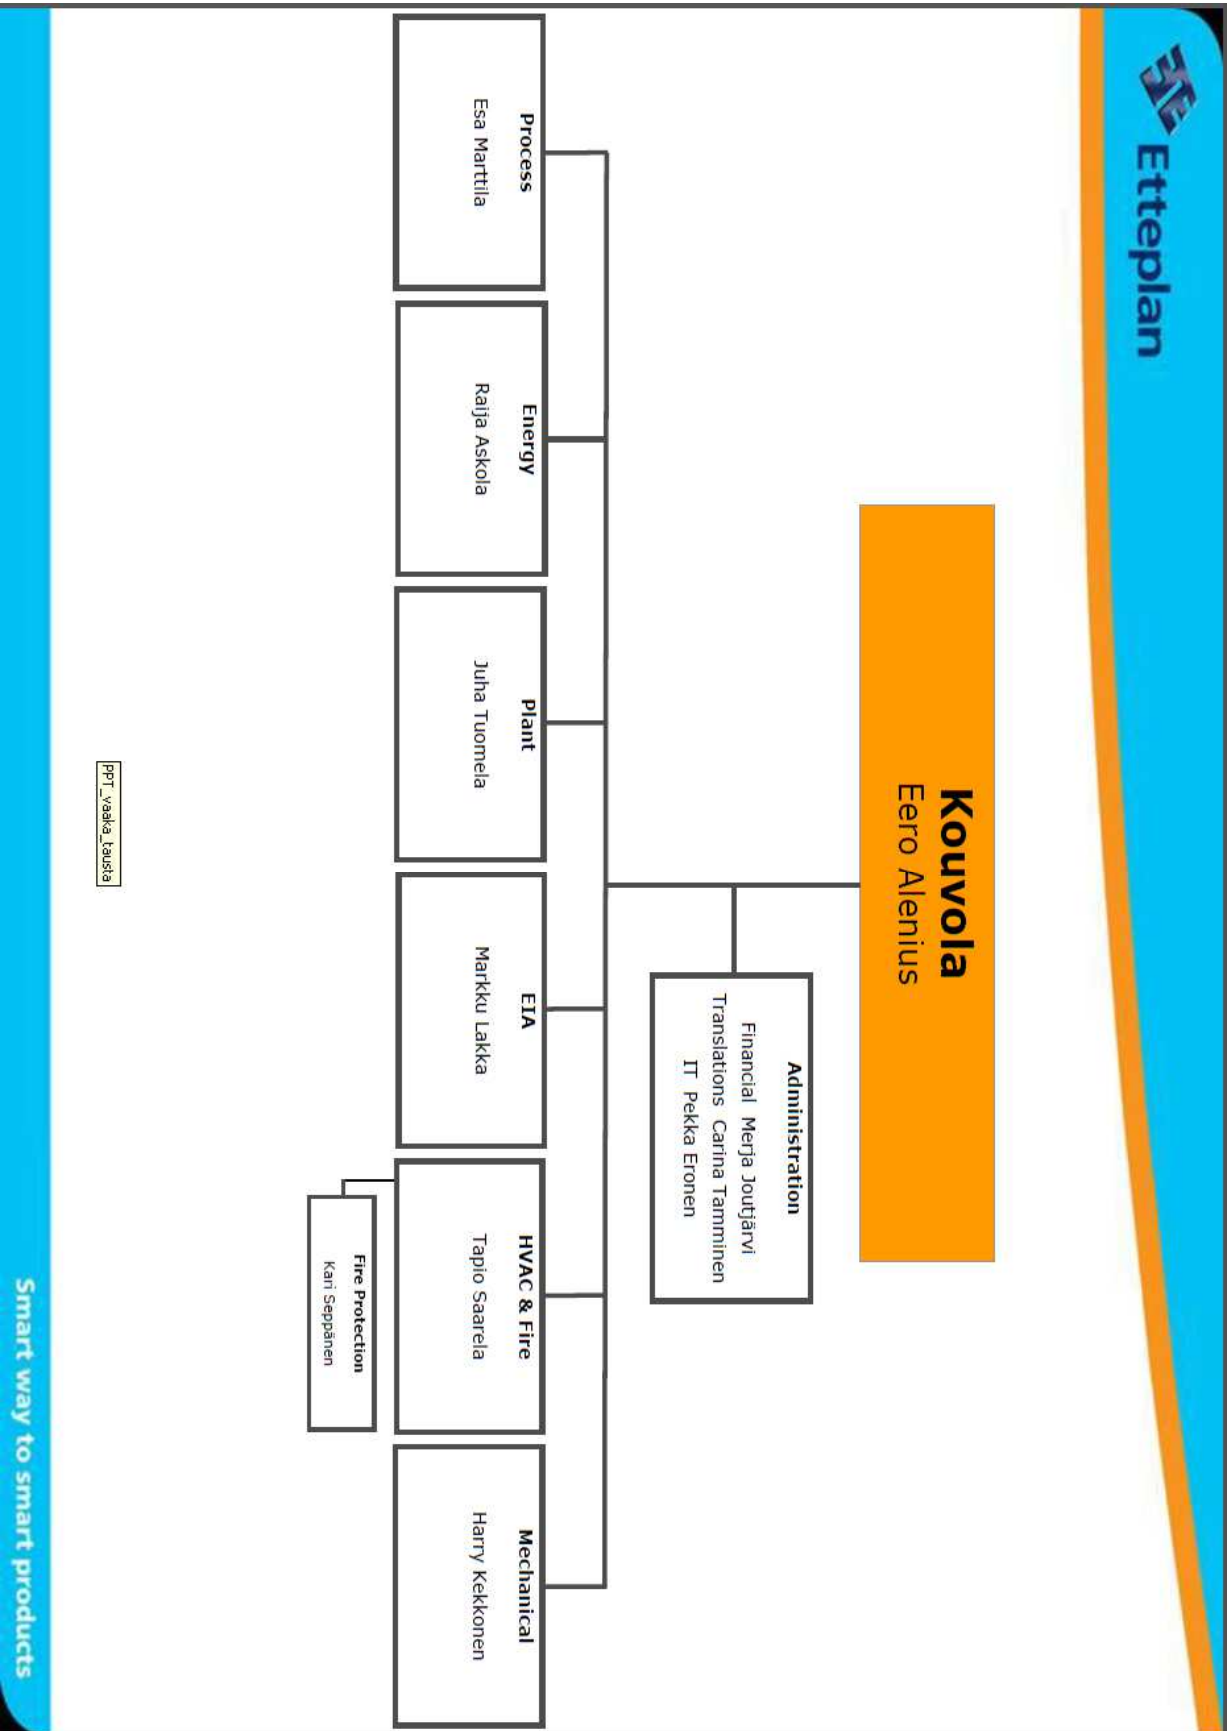 Etteplan
Kouvola
Eero Alenius
Administration
Financial Merja Joutjärvi
Translations Carina Tamminen
IT Pekka Eronen
Process
Esa Marttila
Energy
Raija Askola
Plant
Juha Tuomela
EIA
Markku Lakka
HVAC & Fire
Tapio Saarela
Mechanical
Harry Kekkonen
Fire Protection
Kari Seppänen
PPT_vaaka_tausta
Smart way to smart products